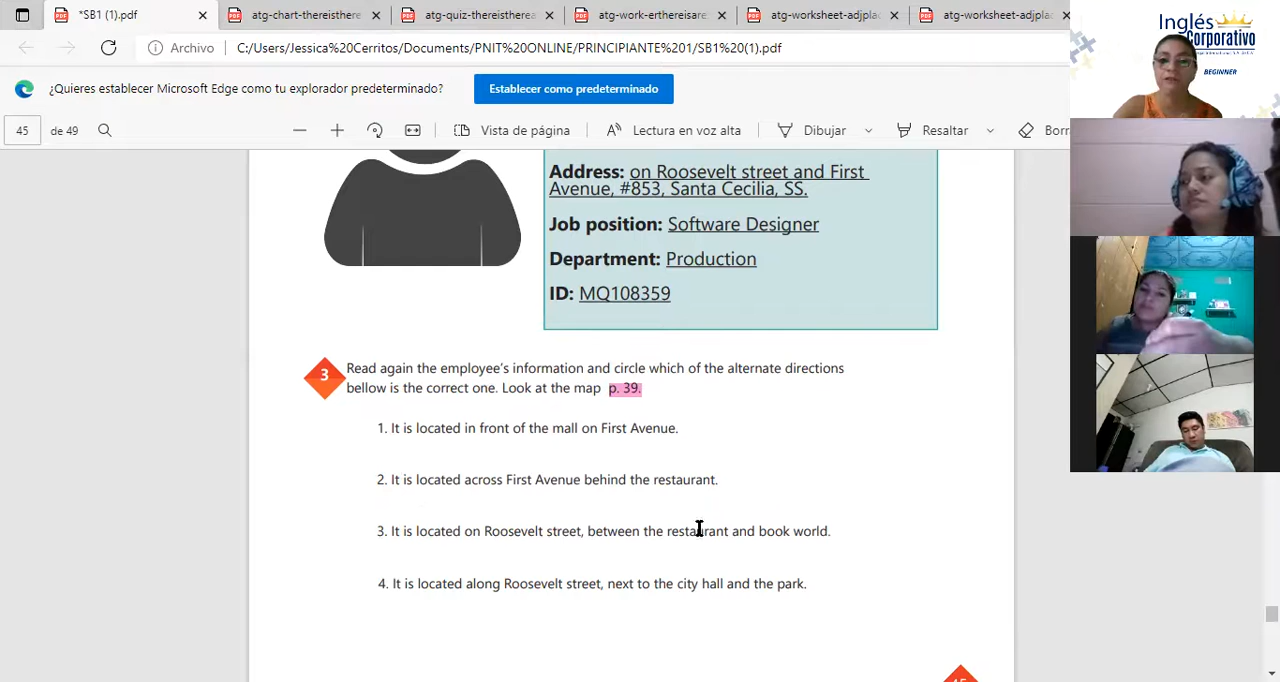 *SB1 (1).pdf
atg-chart-thereisthere
atg-quiz-therisetherea
atg-work-erthereisares
atg-worksheet-adjplac
atg-worksheet-adjplac
Archivo
C:/Users/Jessica%20Cerritos/Documents/PNIT%20ONLINE/PRINCIPIANTE%201/SB1%20(1).pdf
¿Quieres establecer Microsoft Edge como tu explorador predeterminado?
Establecer como predeterminado
45 de 49
Vista de página
Lectura en voz alta
Dibujar
Resaltar
Borr
Inglés
Corporativo
BEGINNER
Address: on Roosevelt street and First
Avenue, #853, Santa Cecilia, SS.
Job position: Software Designer
Department: Production
ID: MQ108359
3
Read again the employee's information and circle which of the alternate directions
bellow is the correct one. Look at the map p. 39.
1. It is located in front of the mall on First Avenue.
2. It is located across First Avenue behind the restaurant.
3. It is located on Roosevelt street, between the restaurant and book world.
4. It is located along Roosevelt street, next to the city hall and the park.